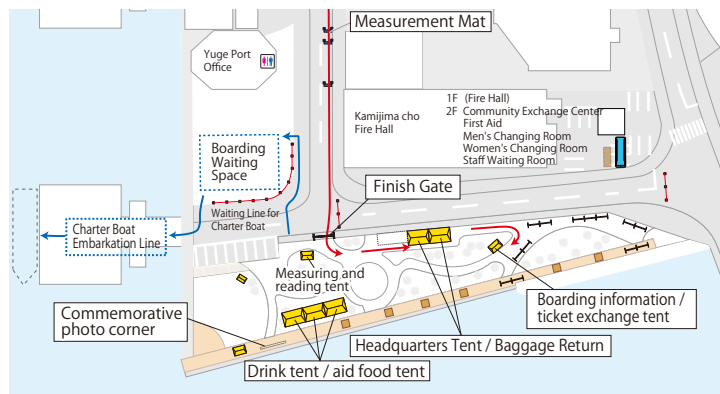 Measurement Mat
Yuge Port
Office
1F (Fire Hall)
2F Community Exchange Center
First Aid
Men's Changing Room
Women's Changing Room
Staff Waiting Room
Kamijima cho
Fire Hall
Boarding
Waiting
Space
Finish Gate
Waiting Line for
Charter Boat
Charter Boat
Embarkation Line
Measuring and
reading tent
Boarding information /
ticket exchange tent
Commemorative
photo corner
Headquarters Tent / Baggage Return
Drink tent / aid food tent